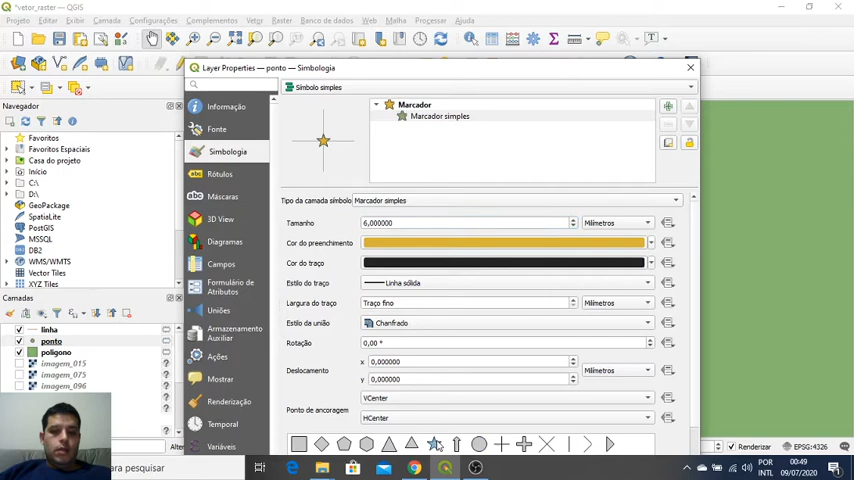 *vetor_raster — QGIS
Projeto Editar Exibir Camada Configurações Complementos Vetor Raster Banco de dados Web Malha Processar Ajuda
Navegador
Favoritos
Favoritos Espaciais
Casa do projeto
Início
C:\
D:\
GeoPackage
SpatiaLite
PostGIS
MSSQL
DB2
WMS/WMTS
Vector Tiles
XYZ Tiles
Camadas
linha
ponto
poligono
imagem_015
imagem_075
imagem_096
Layer Properties — ponto — Simbologia
Informação
Fonte
Simbologia
Rótulos
Máscaras
3D View
Diagramas
Campos
Formulário de
Atributos
Uniões
Armazenamento
Auxiliar
Ações
Mostrar
Renderização
Temporal
Variáveis
Símbolo simples
Marcador
Marcador simples
Tipo da camada símbolo Marcador simples
Tamanho 6,000000 Milímetros
Cor do preenchimento
Cor do traço
Estilo do traço Linha sólida
Largura do traço Traço fino Milímetros
Estilo da união Chanfrado
Rotação 0,00 °
Deslocamento x 0,000000 Milímetros
y 0,000000
Ponto de ancoragem VCenter
HCenter
Alter
Renderizar EPSG:4326
para pesquisar
POR
PTB2
00:49
09/07/2020